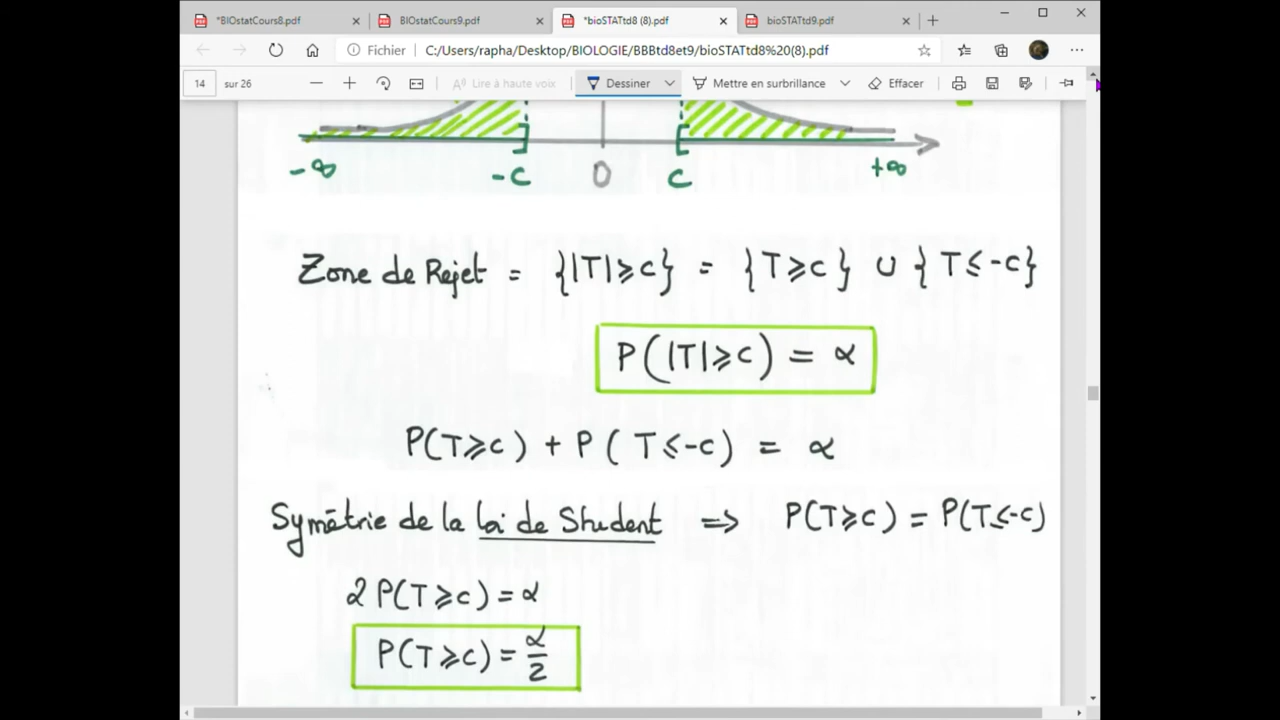 *BIOstatCours8.pdf
BIOstatCours9.pdf
*bioSTATtd8 (8).pdf
bioSTATtd9.pdf
Fichier
C:/Users/rapha/Desktop/BIOLOGIE/BBBtd8et9/bioSTATtd8%20(8).pdf
14 sur 26
Lire à haute voix
Dessiner
Mettre en surbrillance
Effacer
-∞ -c 0 c +∞
Zone de Rejet = {|T|⩾c} = {T⩾c} ∪ {T⩽-c}
P(|T|⩾c) = α
P(T⩾c) + P(T⩽-c) = α
Symétrie de la loi de Student ⟹ P(T⩾c) = P(T⩽-c)
2P(T⩾c) = α
P(T⩾c) = α/2